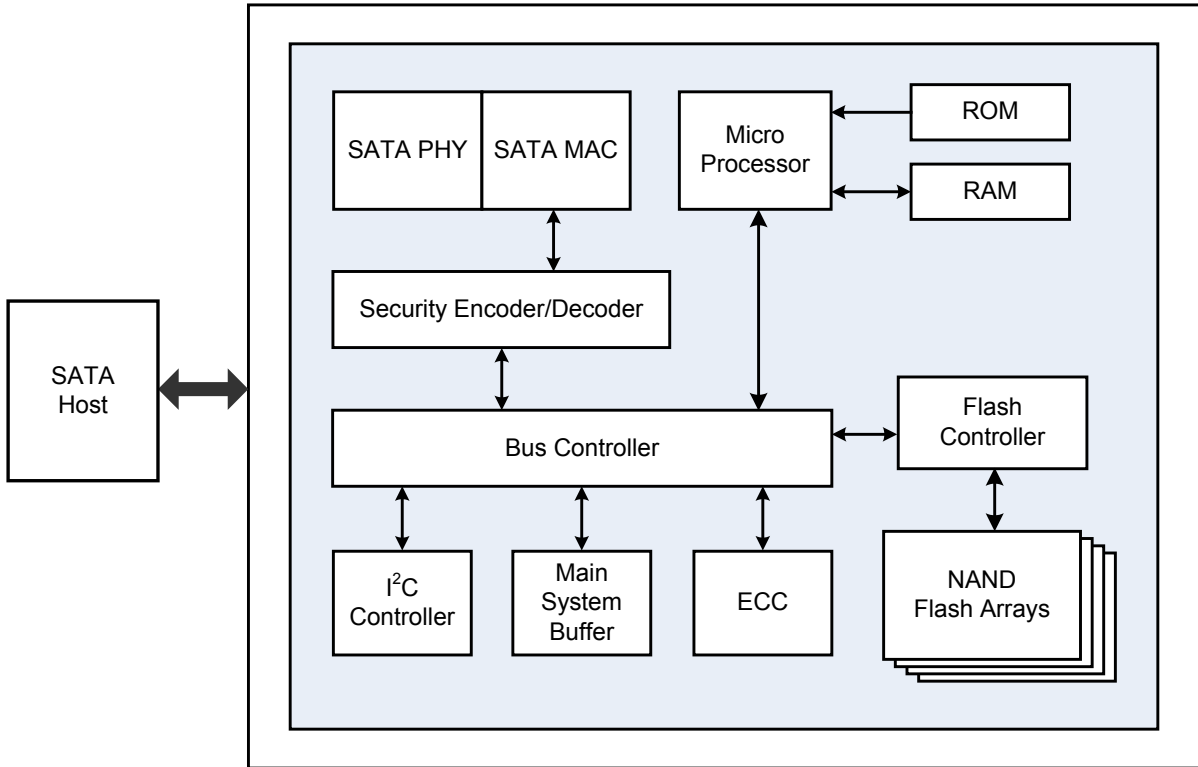 SATA PHY
SATA MAC
Micro
Processor
ROM
RAM
Security Encoder/Decoder
SATA
Host
Bus Controller
Flash
Controller
I²C
Controller
Main
System
Buffer
ECC
NAND
Flash Arrays